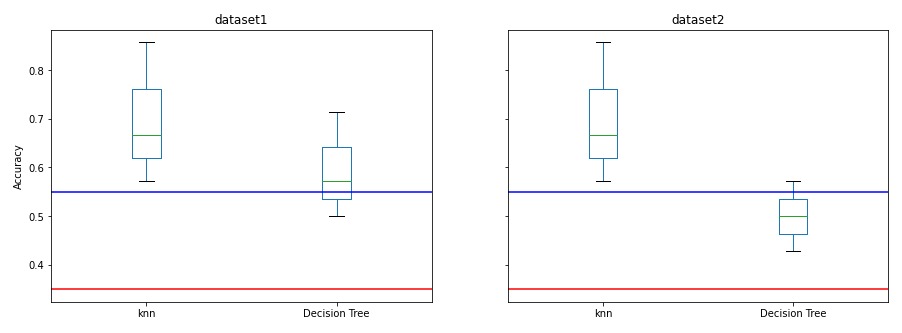 dataset1
dataset2
Accuracy
0.8
0.7
0.6
0.5
0.4
knn
Decision Tree
knn
Decision Tree